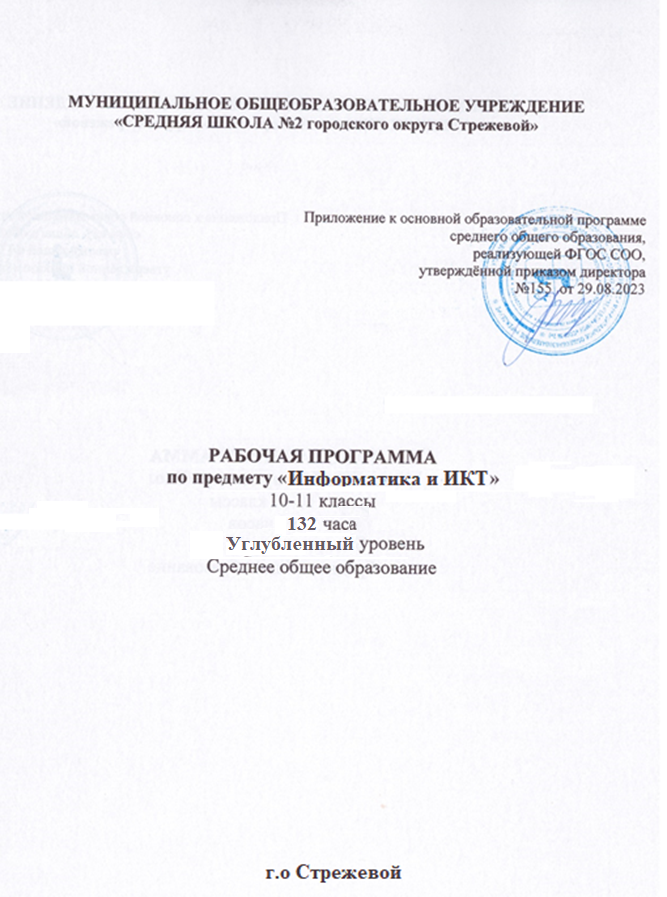 МУНИЦИПАЛЬНОЕ ОБЩЕОБРАЗОВАТЕЛЬНОЕ УЧРЕЖДЕНИЕ
«СРЕДНЯЯ ШКОЛА №2 городского округа Стрежевой»
Приложение к основной образовательной программе
среднего общего образования,
реализующей ФГОС СОО,
утверждённой приказом директора
№155 от 29.08.2023
РАБОЧАЯ ПРОГРАММА
по предмету «Информатика и ИКТ»
10-11 классы
132 часа
Углубленный уровень
Среднее общее образование
г.о Стрежевой